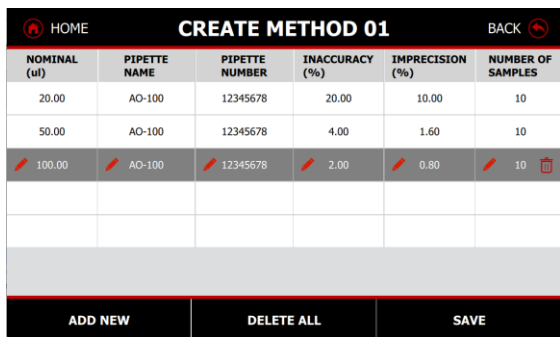 HOME CREATE METHOD 01 BACK
NOMINAL (ul) PIPETTE NAME PIPETTE NUMBER INACCURACY (%) IMPRECISION (%) NUMBER OF SAMPLES
20.00 AO-100 12345678 20.00 10.00 10
50.00 AO-100 12345678 4.00 1.60 10
100.00 AO-100 12345678 2.00 0.80 10
ADD NEW DELETE ALL SAVE